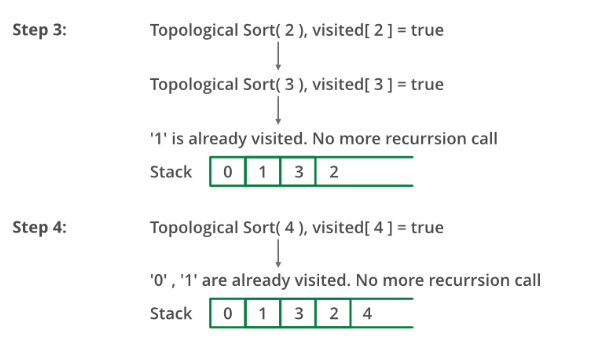 Step 3: Topological Sort( 2 ), visited[ 2 ] = true
Topological Sort( 3 ), visited[ 3 ] = true
'1' is already visited. No more recurrsion call
Stack 0 1 3 2
Step 4: Topological Sort( 4 ), visited[ 4 ] = true
'0' , '1' are already visited. No more recurrsion call
Stack 0 1 3 2 4